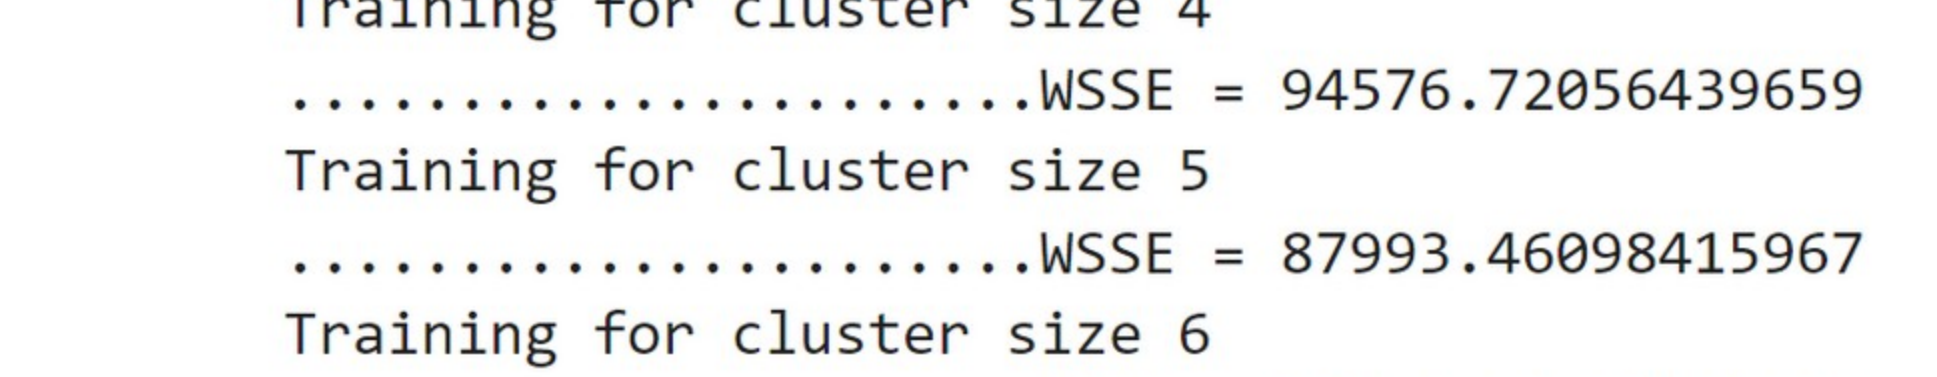 Training for cluster size 4
......................WSSE = 94576.72056439659
Training for cluster size 5
......................WSSE = 87993.46098415967
Training for cluster size 6